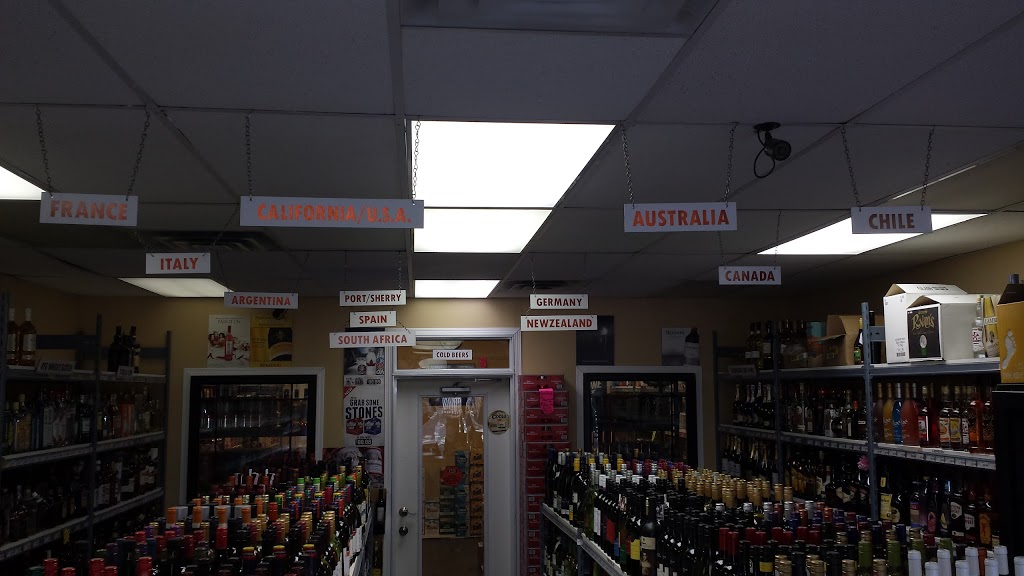 FRANCE
CALIFORNIA/U.S.A.
AUSTRALIA
CHILE
ITALY
CANADA
ARGENTINA
PORT/SHERRY
GERMANY
SPAIN
NEWZEALAND
SOUTH AFRICA
COLD BEERS
GRAB SOME
STONES